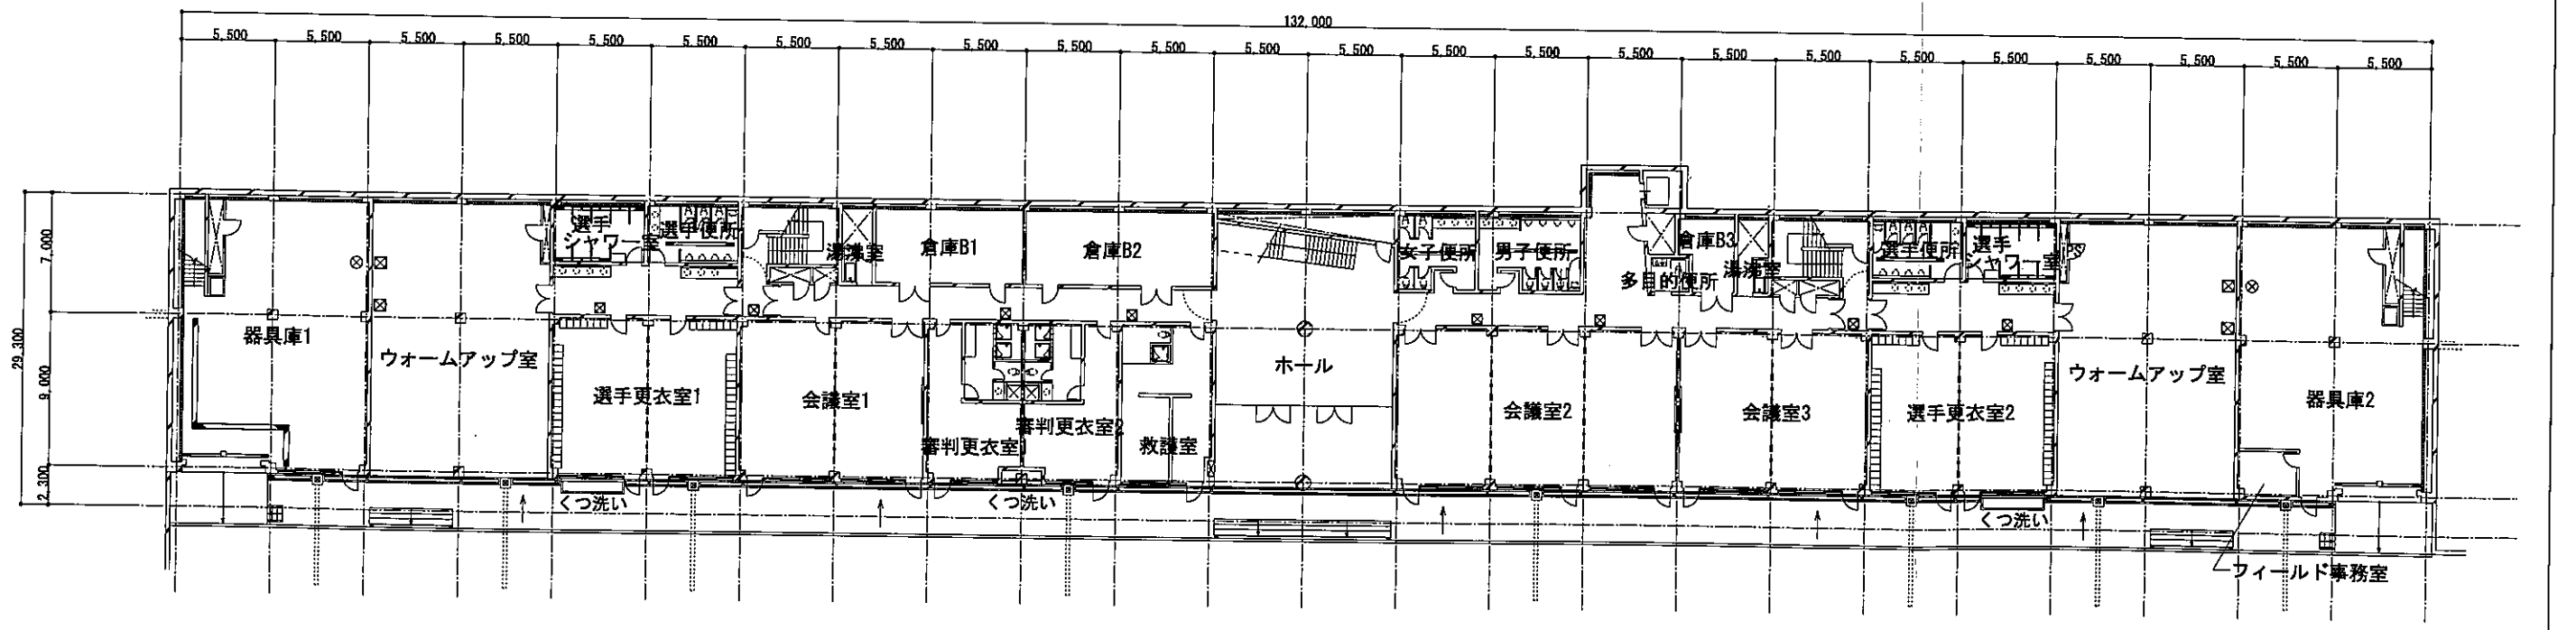 132,000
5,500 5,500 5,500 5,500 5,500 5,500 5,500 5,500 5,500 5,500 5,500 5,500 5,500 5,500 5,500 5,500 5,500 5,500 5,500 5,500 5,500 5,500 5,500 5,500
29,300
7,000
9,000
2,300
選手
シャワー室
選手便所
湯沸室
倉庫B1
倉庫B2
女子便所
男子便所
倉庫B3
多目的便所
湯沸室
選手便所
選手
シャワー室
器具庫1
ウォームアップ室
選手更衣室1
会議室1
審判更衣室
審判更衣室2
救護室
ホール
会議室2
会議室3
選手更衣室2
ウォームアップ室
器具庫2
くつ洗い
くつ洗い
くつ洗い
フィールド事務室